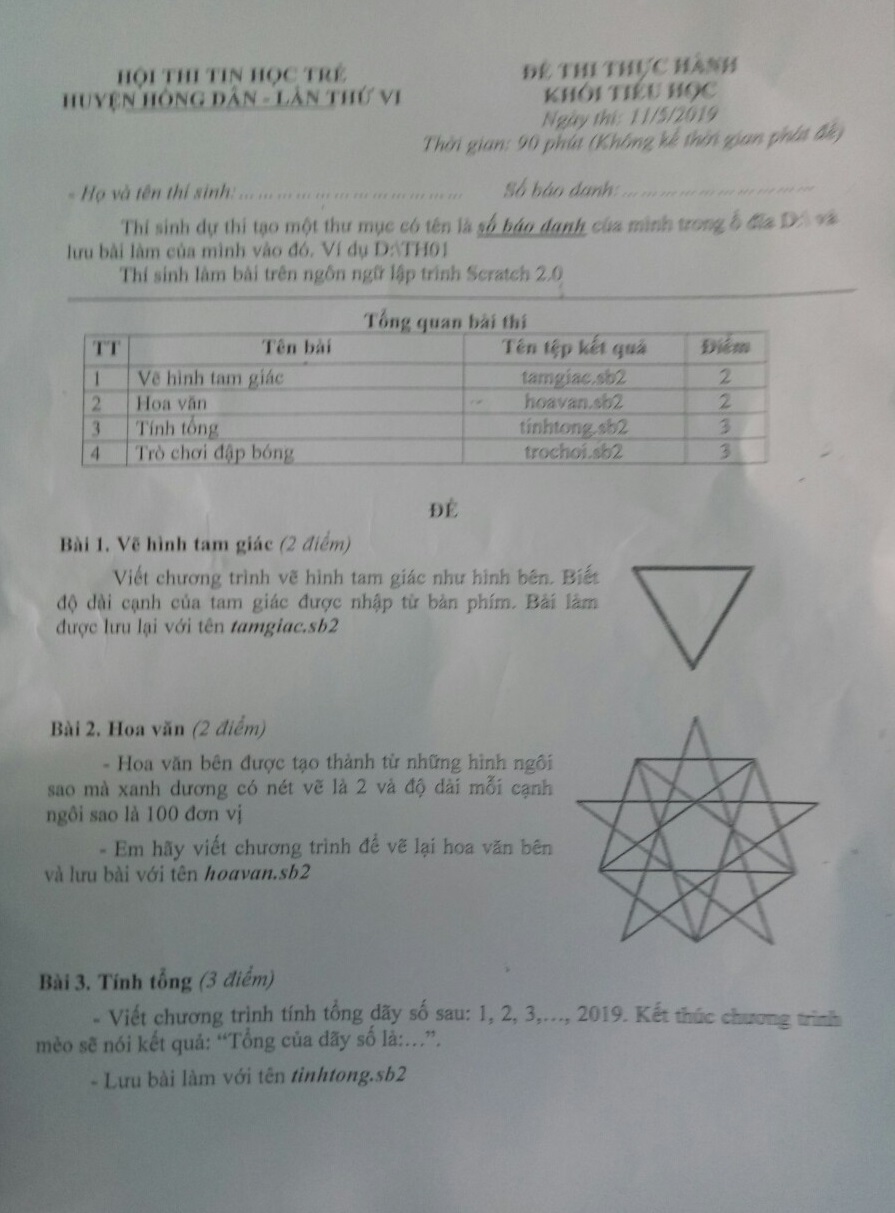 HỘI THI TIN HỌC TRẺ
HUYỆN HỒNG DÂN - LẦN THỨ VI
ĐỀ THI THỰC HÀNH
KHỐI TIỂU HỌC
Ngày thi: 11/5/2019
Thời gian: 90 phút (Không kể thời gian phát đề)
- Họ và tên thí sinh: ... ... ... ... ... ... ... ... ... ... ... ... Số báo danh: ... ... ... ... ... ... ... ... ... ...
Thí sinh dự thi tạo một thư mục có tên là số báo danh của mình trong ổ đĩa D:\ và
lưu bài làm của mình vào đó. Ví dụ D:\TH01
Thí sinh làm bài trên ngôn ngữ lập trình Scratch 2.0
Tổng quan bài thi
TT Tên bài Tên tệp kết quả Điểm
1 Vẽ hình tam giác tamgiac.sb2 2
2 Hoa văn hoavan.sb2 2
3 Tính tổng tinhtong.sb2 3
4 Trò chơi đập bóng trochoi.sb2 3
ĐỀ
Bài 1. Vẽ hình tam giác (2 điểm)
Viết chương trình vẽ hình tam giác như hình bên. Biết
độ dài cạnh của tam giác được nhập từ bàn phím. Bài làm
được lưu lại với tên tamgiac.sb2
Bài 2. Hoa văn (2 điểm)
- Hoa văn bên được tạo thành từ những hình ngôi
sao mà xanh dương có nét vẽ là 2 và độ dài mỗi cạnh
ngôi sao là 100 đơn vị
- Em hãy viết chương trình để vẽ lại hoa văn bên
và lưu bài với tên hoavan.sb2
Bài 3. Tính tổng (3 điểm)
- Viết chương trình tính tổng dãy số sau: 1, 2, 3,…, 2019. Kết thúc chương trình
mèo sẽ nói kết quả: “Tổng của dãy số là:…”.
- Lưu bài làm với tên tinhtong.sb2